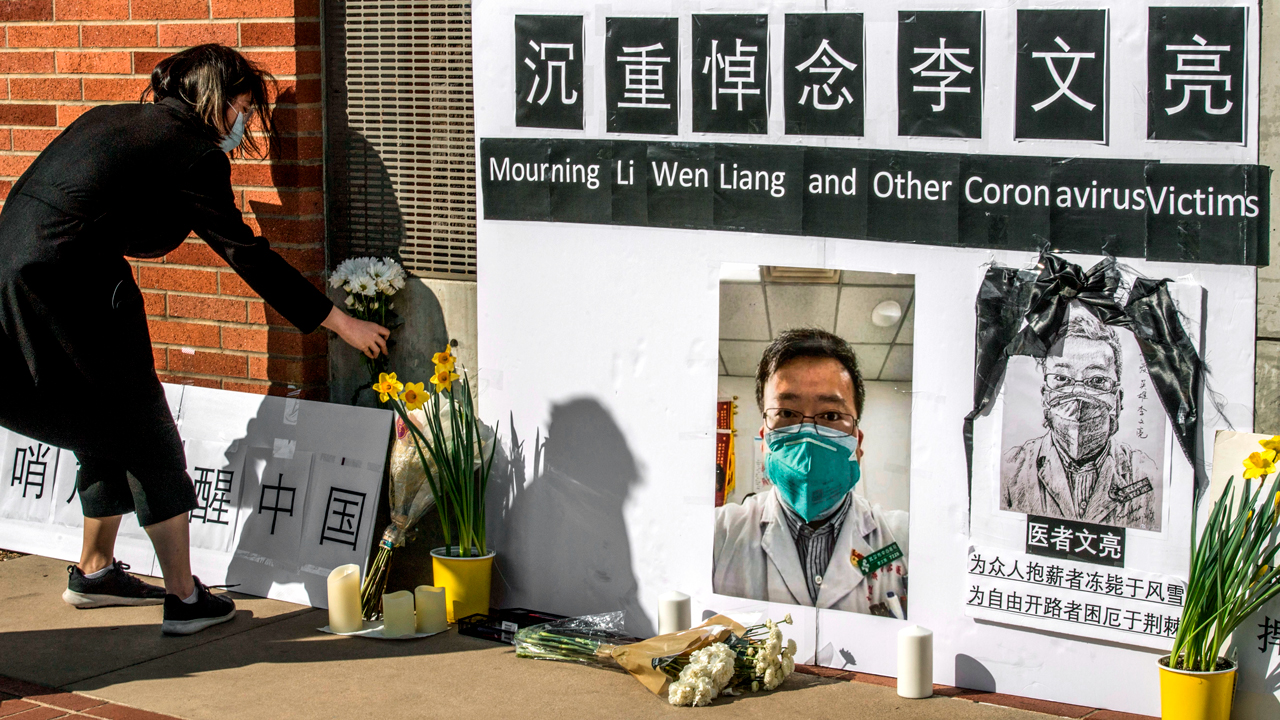 沉重悼念李文亮
Mourning Li Wen Liang and Other Coronavirus Victims
医者文亮
为众人抱薪者冻毙于风雪
为自由开路者困厄于荆棘
哨
醒中国